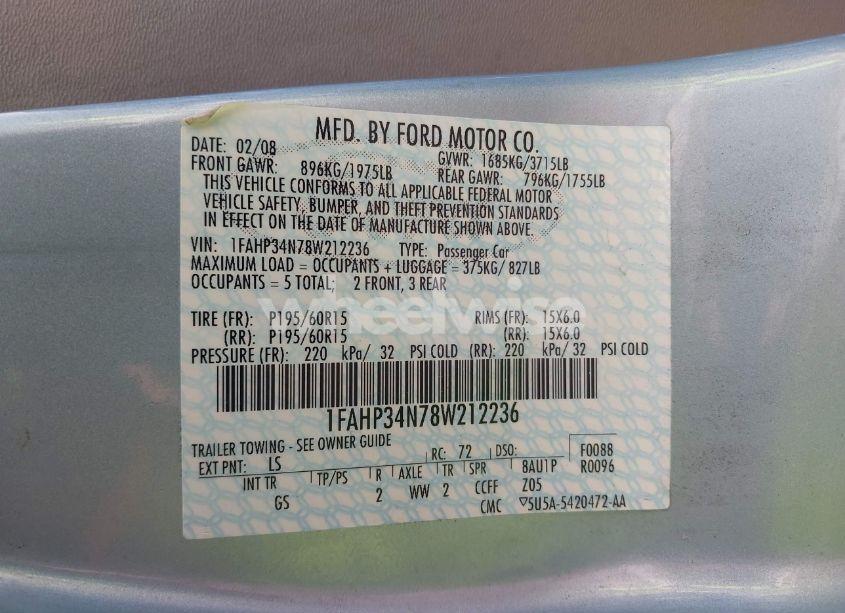 MFD. BY FORD MOTOR CO.
DATE: 02/08 GVWR: 1685KG/3715LB
FRONT GAWR: 896KG/1975LB REAR GAWR: 796KG/1755LB
THIS VEHICLE CONFORMS TO ALL APPLICABLE FEDERAL MOTOR
VEHICLE SAFETY, BUMPER, AND THEFT PREVENTION STANDARDS
IN EFFECT ON THE DATE OF MANUFACTURE SHOWN ABOVE.
VIN: 1FAHP34N78W212236 TYPE: Passenger Car
MAXIMUM LOAD = OCCUPANTS + LUGGAGE = 375KG/ 827LB
OCCUPANTS = 5 TOTAL; 2 FRONT, 3 REAR
wheelwise
TIRE (FR): P195/60R15 RIMS (FR): 15X6.0
(RR): P195/60R15 (RR): 15X6.0
PRESSURE (FR): 220 kPa/ 32 PSI COLD (RR): 220 kPa/ 32 PSI COLD
1FAHP34N78W212236
TRAILER TOWING - SEE OWNER GUIDE
EXT PNT: LS RC: 72 DSO: F0088
INT TR TP/PS R AXLE TR SPR 8AU1P R0096
GS 2 WW 2 CCFF Z05
CMC ▽5U5A-5420472-AA